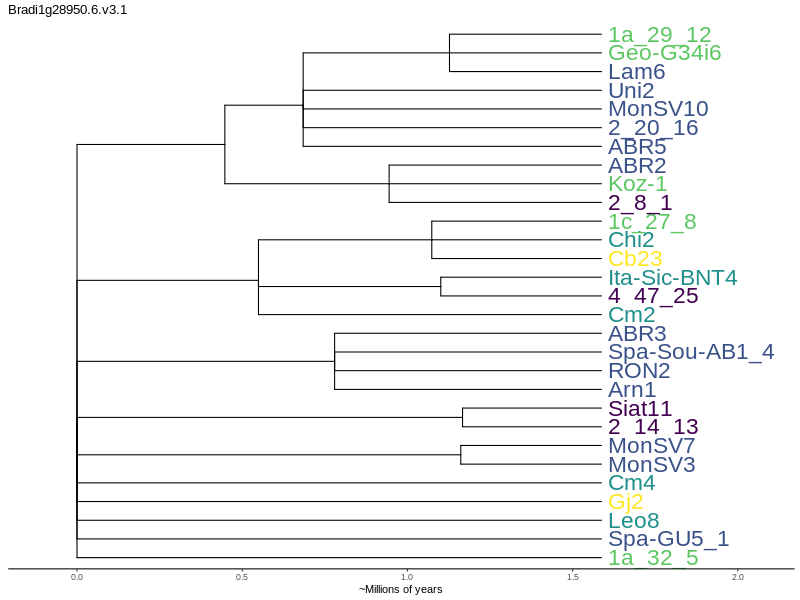 Bradi1g28950.6.v3.1
1a_29_12
Geo-G34i6
Lam6
Uni2
MonSV10
2_20_16
ABR5
ABR2
Koz-1
2_8_1
1c_27_8
Chi2
Cb23
Ita-Sic-BNT4
4_47_25
Cm2
ABR3
Spa-Sou-AB1_4
RON2
Arn1
Siat11
2_14_13
MonSV7
MonSV3
Cm4
Gj2
Leo8
Spa-GU5_1
1a_32_5
0.0 0.5 1.0 1.5 2.0
~Millions of years